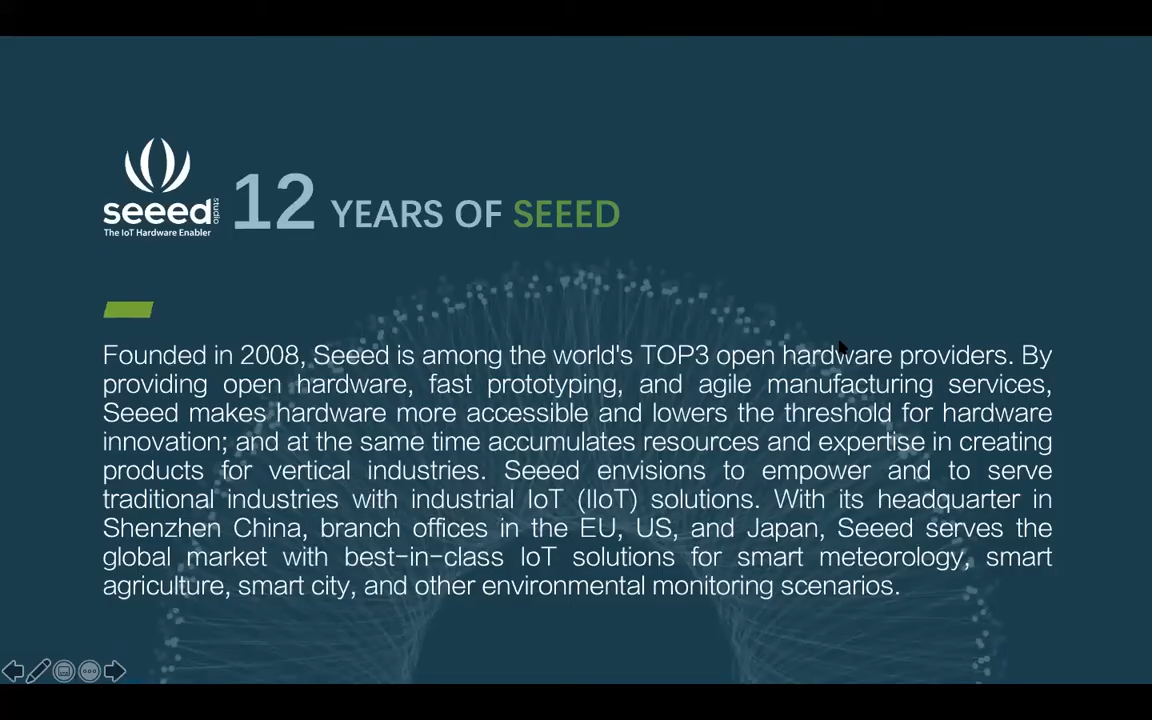 seeed studio
The IoT Hardware Enabler
12 YEARS OF SEEED
Founded in 2008, Seeed is among the world's TOP3 open hardware providers. By
providing open hardware, fast prototyping, and agile manufacturing services,
Seeed makes hardware more accessible and lowers the threshold for hardware
innovation; and at the same time accumulates resources and expertise in creating
products for vertical industries. Seeed envisions to empower and to serve
traditional industries with industrial IoT (IIoT) solutions. With its headquarter in
Shenzhen China, branch offices in the EU, US, and Japan, Seeed serves the
global market with best-in-class IoT solutions for smart meteorology, smart
agriculture, smart city, and other environmental monitoring scenarios.